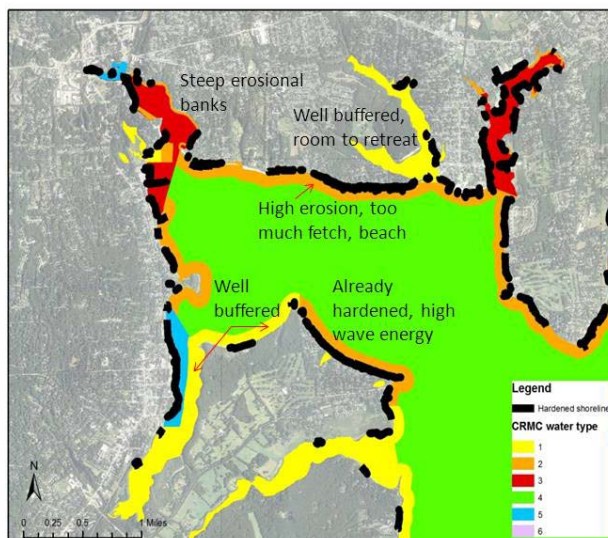 Steep erosional
banks
Well buffered,
room to retreat
High erosion, too
much fetch, beach
Well
buffered
Already
hardened, high
wave energy
Legend
Hardened shoreline
CRMC water type
1
2
3
4
5
6
N
0 0.25 0.5 1 Miles